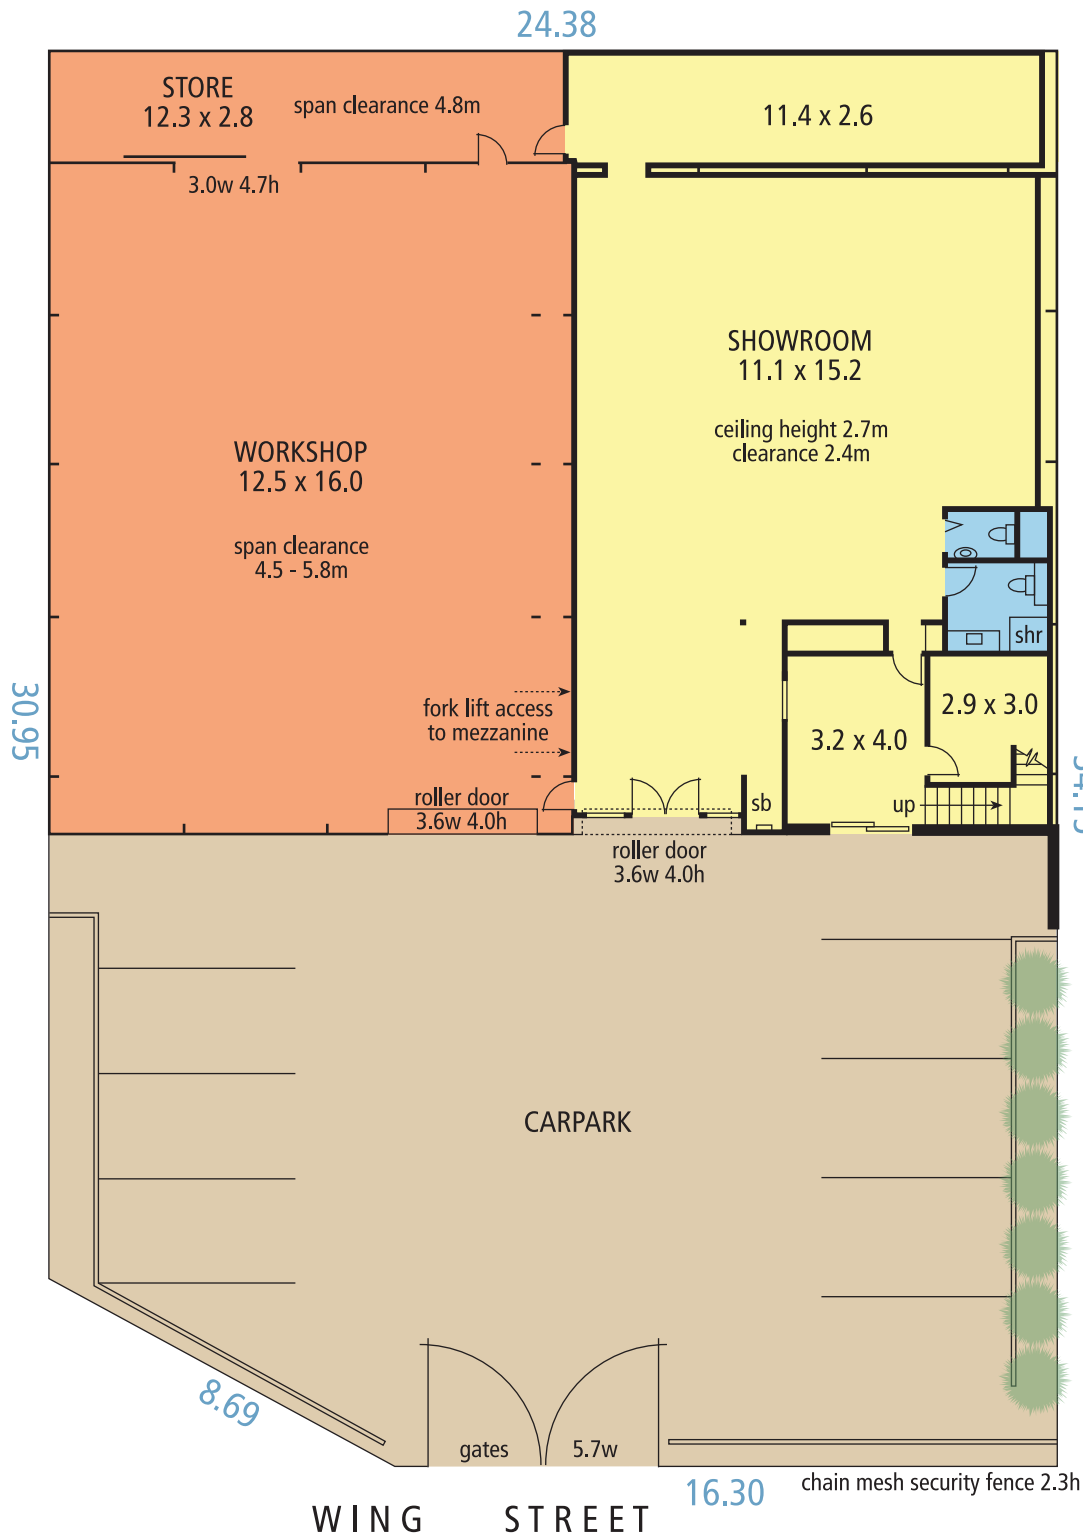 24.38
STORE
12.3 x 2.8
span clearance 4.8m
11.4 x 2.6
3.0w 4.7h
SHOWROOM
11.1 x 15.2
ceiling height 2.7m
clearance 2.4m
WORKSHOP
12.5 x 16.0
span clearance
4.5 - 5.8m
shr
30.95
fork lift access
to mezzanine
2.9 x 3.0
3.2 x 4.0
roller door
3.6w 4.0h
sb
up
roller door
3.6w 4.0h
CARPARK
8.69
gates
5.7w
16.30
chain mesh security fence 2.3h
WING STREET